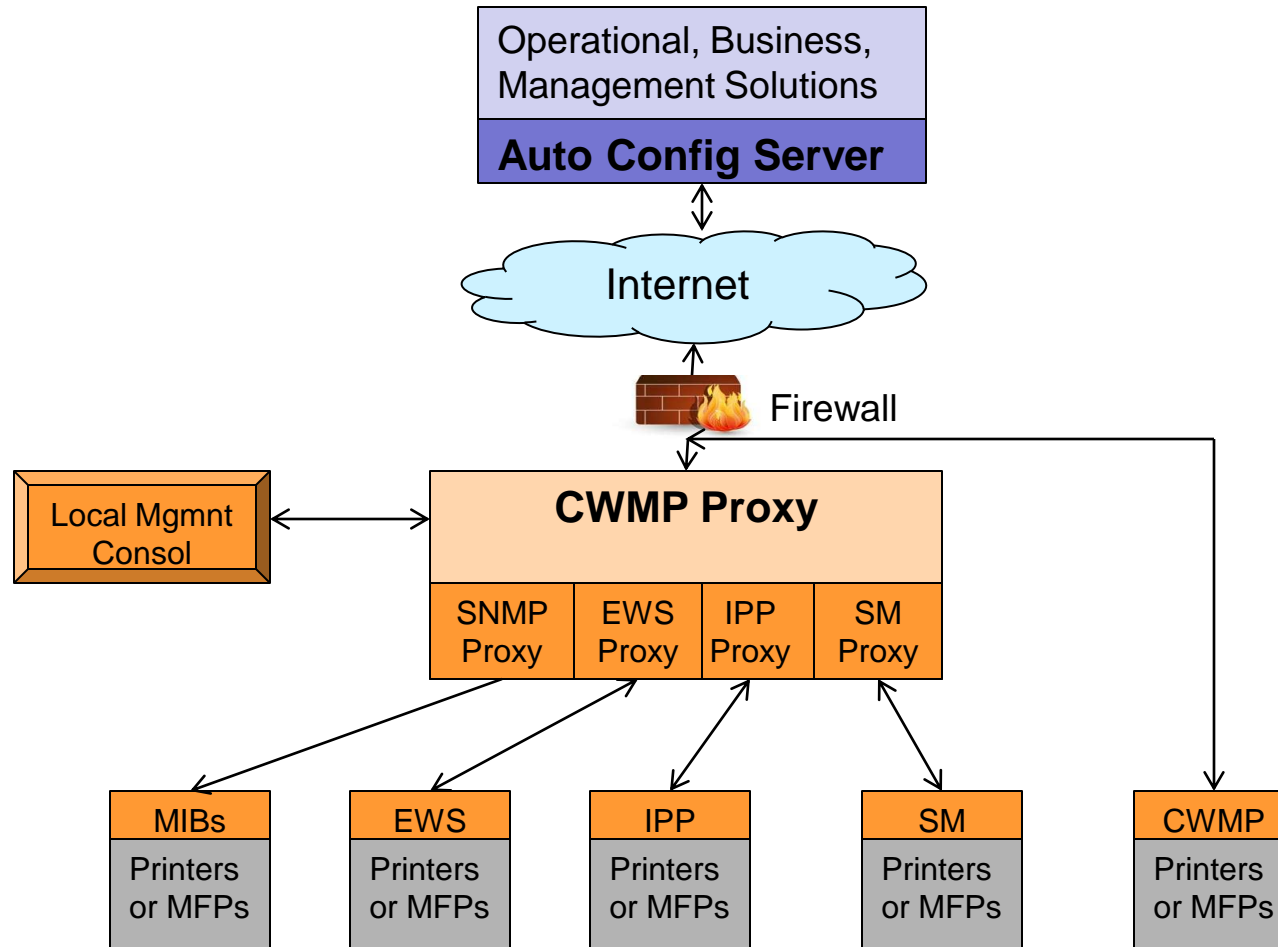 Operational, Business,
Management Solutions
Auto Config Server
Internet
Firewall
Local Mgmnt
Consol
CWMP Proxy
SNMP
Proxy
EWS
Proxy
IPP
Proxy
SM
Proxy
MIBs
Printers
or MFPs
EWS
Printers
or MFPs
IPP
Printers
or MFPs
SM
Printers
or MFPs
CWMP
Printers
or MFPs